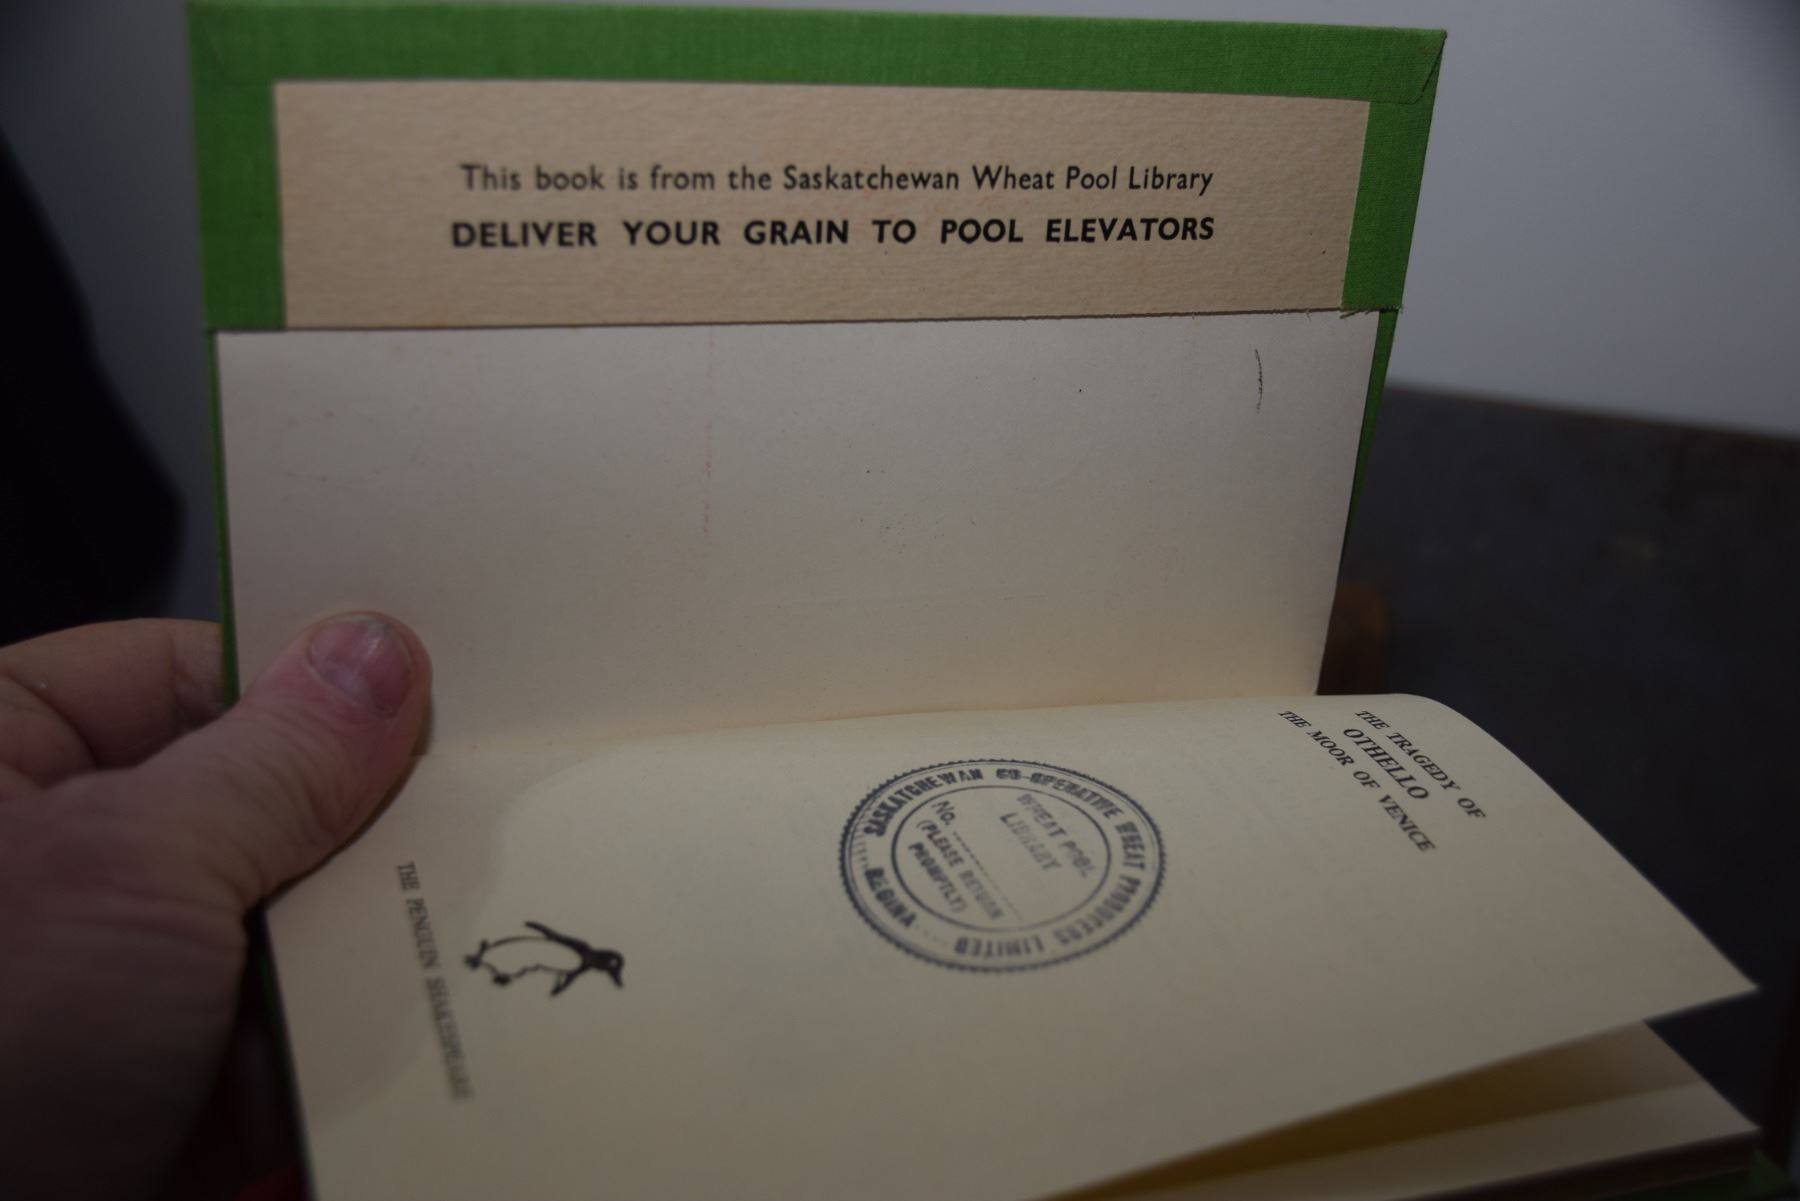 This book is from the Saskatchewan Wheat Pool Library
DELIVER YOUR GRAIN TO POOL ELEVATORS
THE TRAGEDY OF
OTHELLO
THE MOOR OF VENICE
SASKATCHEWAN CO-OPERATIVE WHEAT PRODUCERS LIMITED
REGINA
WHEAT POOL
LIBRARY
No.
(PLEASE RETURN
PROMPTLY)
THE PENGUIN SHAKESPEARE